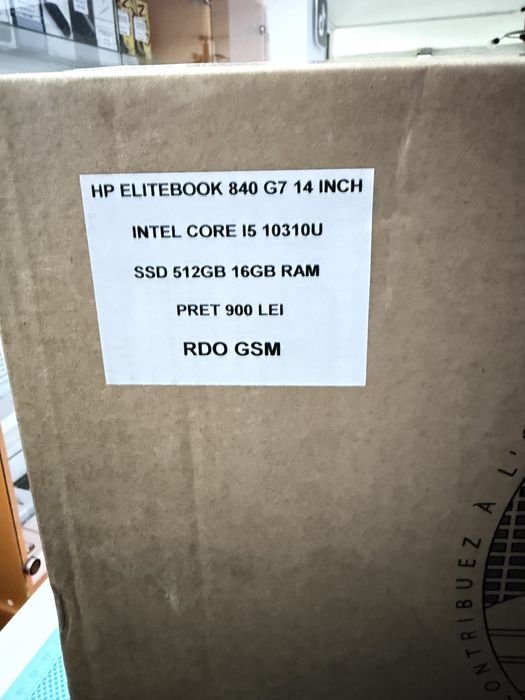 HP ELITEBOOK 840 G7 14 INCH
INTEL CORE I5 10310U
SSD 512GB 16GB RAM
PRET 900 LEI
RDO GSM
ONTRIBUEZ À L'